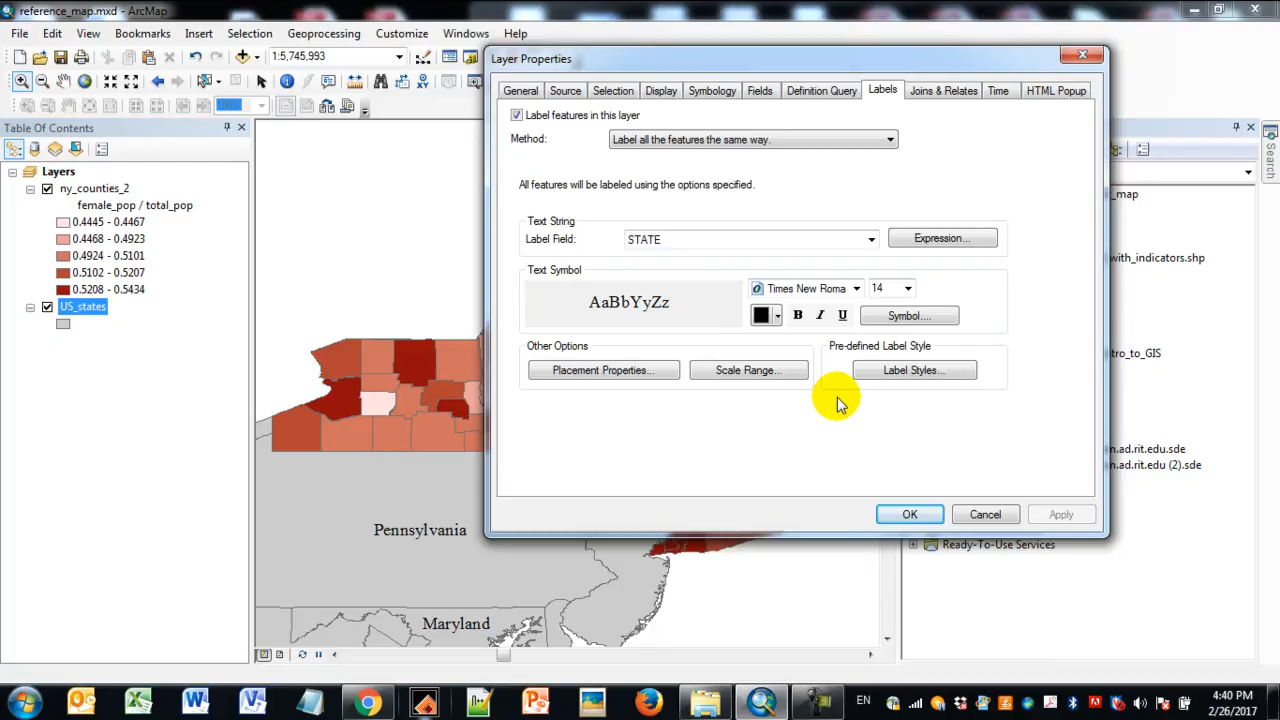 reference_map.mxd - ArcMap
File Edit View Bookmarks Insert Selection Geoprocessing Customize Windows Help
1:5,745,993
100%
Table Of Contents
Layers
ny_counties_2
female_pop / total_pop
0.4445 - 0.4467
0.4468 - 0.4923
0.4924 - 0.5101
0.5102 - 0.5207
0.5208 - 0.5434
US_states
Pennsylvania
Maryland
Layer Properties
General Source Selection Display Symbology Fields Definition Query Labels Joins & Relates Time HTML Popup
Label features in this layer
Method: Label all the features the same way.
All features will be labeled using the options specified.
Text String
Label Field: STATE Expression...
Text Symbol
AaBbYyZz
Times New Roma 14
B I U Symbol....
Other Options
Placement Properties... Scale Range...
Pre-defined Label Style
Label Styles...
OK Cancel Apply
Search
_map
with_indicators.shp
tro_to_GIS
n.ad.rit.edu.sde
n.ad.rit.edu (2).sde
Ready-To-Use Services
EN
4:40 PM
2/26/2017